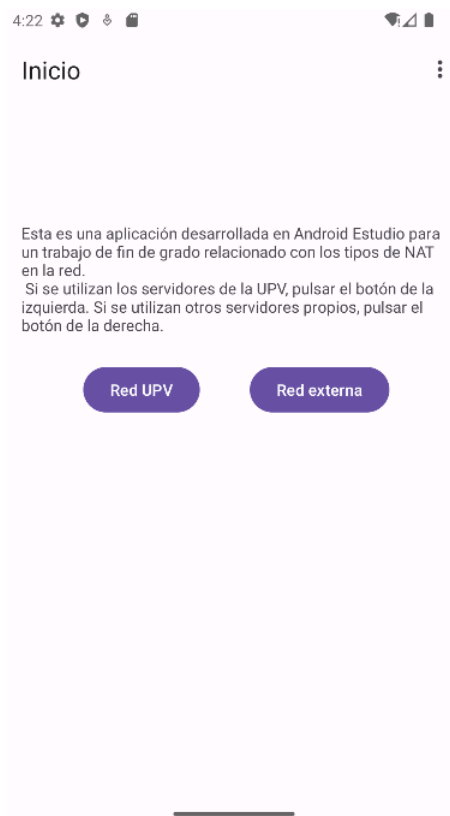 4:22
Inicio
Esta es una aplicación desarrollada en Android Estudio para
un trabajo de fin de grado relacionado con los tipos de NAT
en la red.
Si se utilizan los servidores de la UPV, pulsar el botón de la
izquierda. Si se utilizan otros servidores propios, pulsar el
botón de la derecha.
Red UPV
Red externa